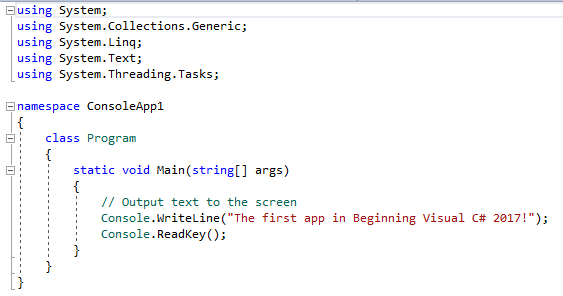 using System;
using System.Collections.Generic;
using System.Linq;
using System.Text;
using System.Threading.Tasks;

namespace ConsoleApp1
{
    class Program
    {
        static void Main(string[] args)
        {
            // Output text to the screen
            Console.WriteLine("The first app in Beginning Visual C# 2017!");
            Console.ReadKey();
        }
    }
}